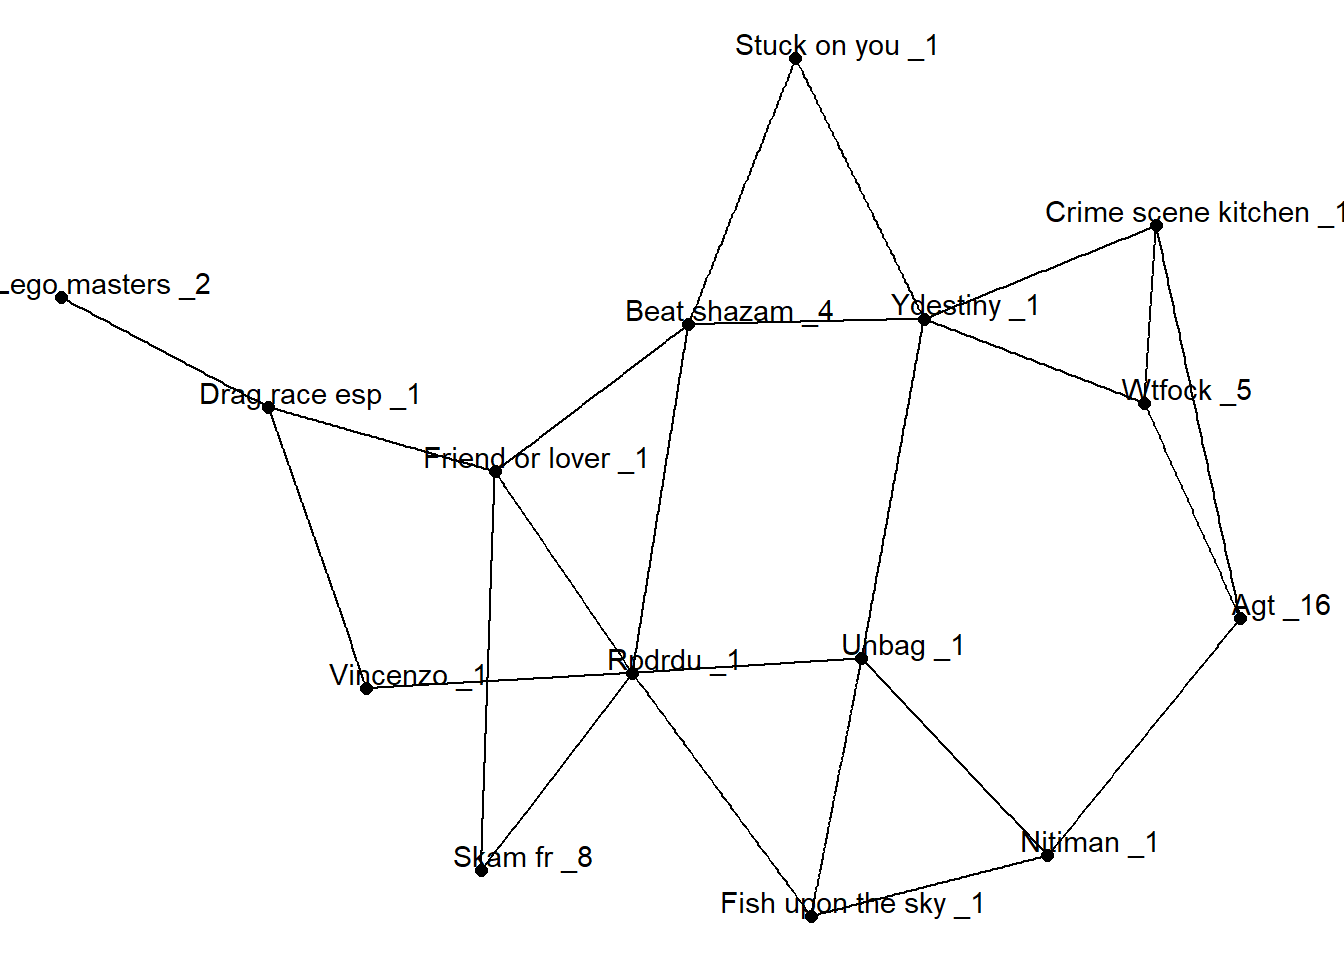 Stuck on you _1
Crime scene kitchen _1
Lego masters _2
Beat shazam _4
Ydestiny _1
Drag race esp _1
Wtfock _5
Friend or lover _1
Agt _16
Unbag _1
Rpdrdu _1
Vincenzo _1
Nitiman _1
Skam fr _8
Fish upon the sky _1